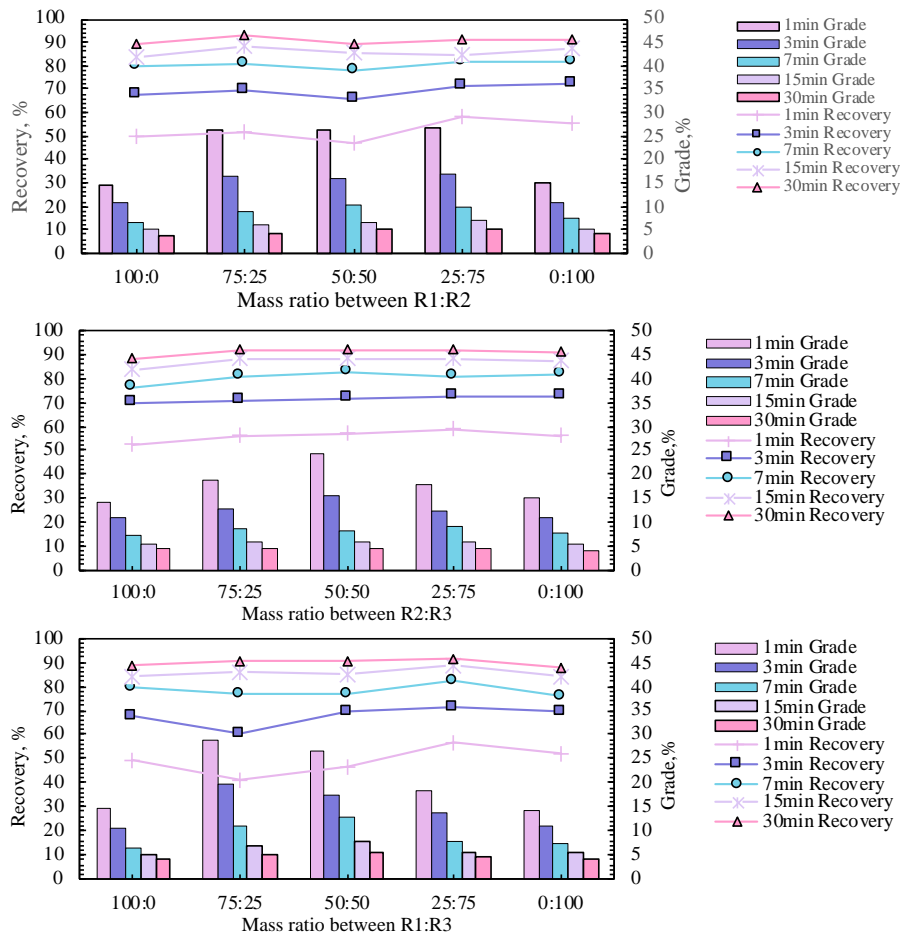 100
90
80
70
60
50
40
30
20
10
0
Recovery, %
50
45
40
35
30
25
20
15
10
5
0
Grade,%
100:0 75:25 50:50 25:75 0:100
Mass ratio between R1:R2
1min Grade
3min Grade
7min Grade
15min Grade
30min Grade
1min Recovery
3min Recovery
7min Recovery
15min Recovery
30min Recovery
100
90
80
70
60
50
40
30
20
10
0
Recovery, %
50
45
40
35
30
25
20
15
10
5
0
Grade,%
100:0 75:25 50:50 25:75 0:100
Mass ratio between R2:R3
1min Grade
3min Grade
7min Grade
15min Grade
30min Grade
1min Recovery
3min Recovery
7min Recovery
15min Recovery
30min Recovery
100
90
80
70
60
50
40
30
20
10
0
Recovery, %
50
45
40
35
30
25
20
15
10
5
0
Grade,%
100:0 75:25 50:50 25:75 0:100
Mass ratio between R1:R3
1min Grade
3min Grade
7min Grade
15min Grade
30min Grade
1min Recovery
3min Recovery
7min Recovery
15min Recovery
30min Recovery